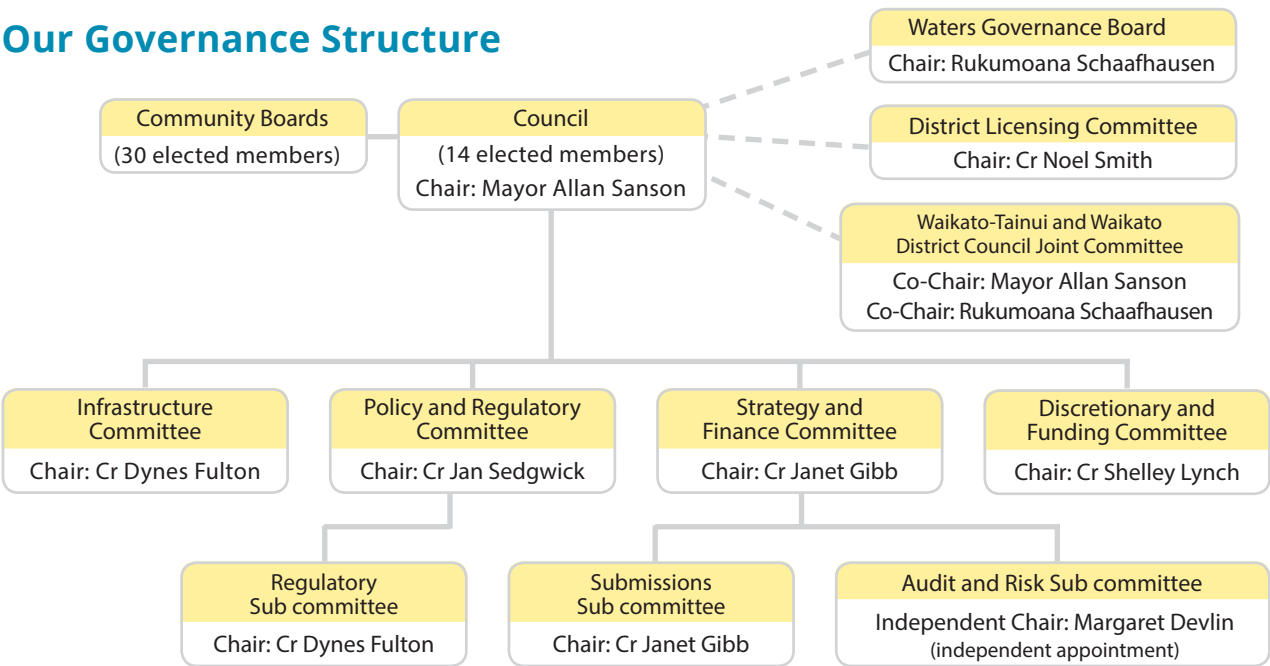 Our Governance Structure
Waters Governance Board
Chair: Rukumoana Schaafhausen
Community Boards
(30 elected members)
Council
(14 elected members)
Chair: Mayor Allan Sanson
District Licensing Committee
Chair: Cr Noel Smith
Waikato-Tainui and Waikato
District Council Joint Committee
Co-Chair: Mayor Allan Sanson
Co-Chair: Rukumoana Schaafhausen
Infrastructure
Committee
Chair: Cr Dynes Fulton
Policy and Regulatory
Committee
Chair: Cr Jan Sedgwick
Strategy and
Finance Committee
Chair: Cr Janet Gibb
Discretionary and
Funding Committee
Chair: Cr Shelley Lynch
Regulatory
Sub committee
Chair: Cr Dynes Fulton
Submissions
Sub committee
Chair: Cr Janet Gibb
Audit and Risk Sub committee
Independent Chair: Margaret Devlin
(independent appointment)